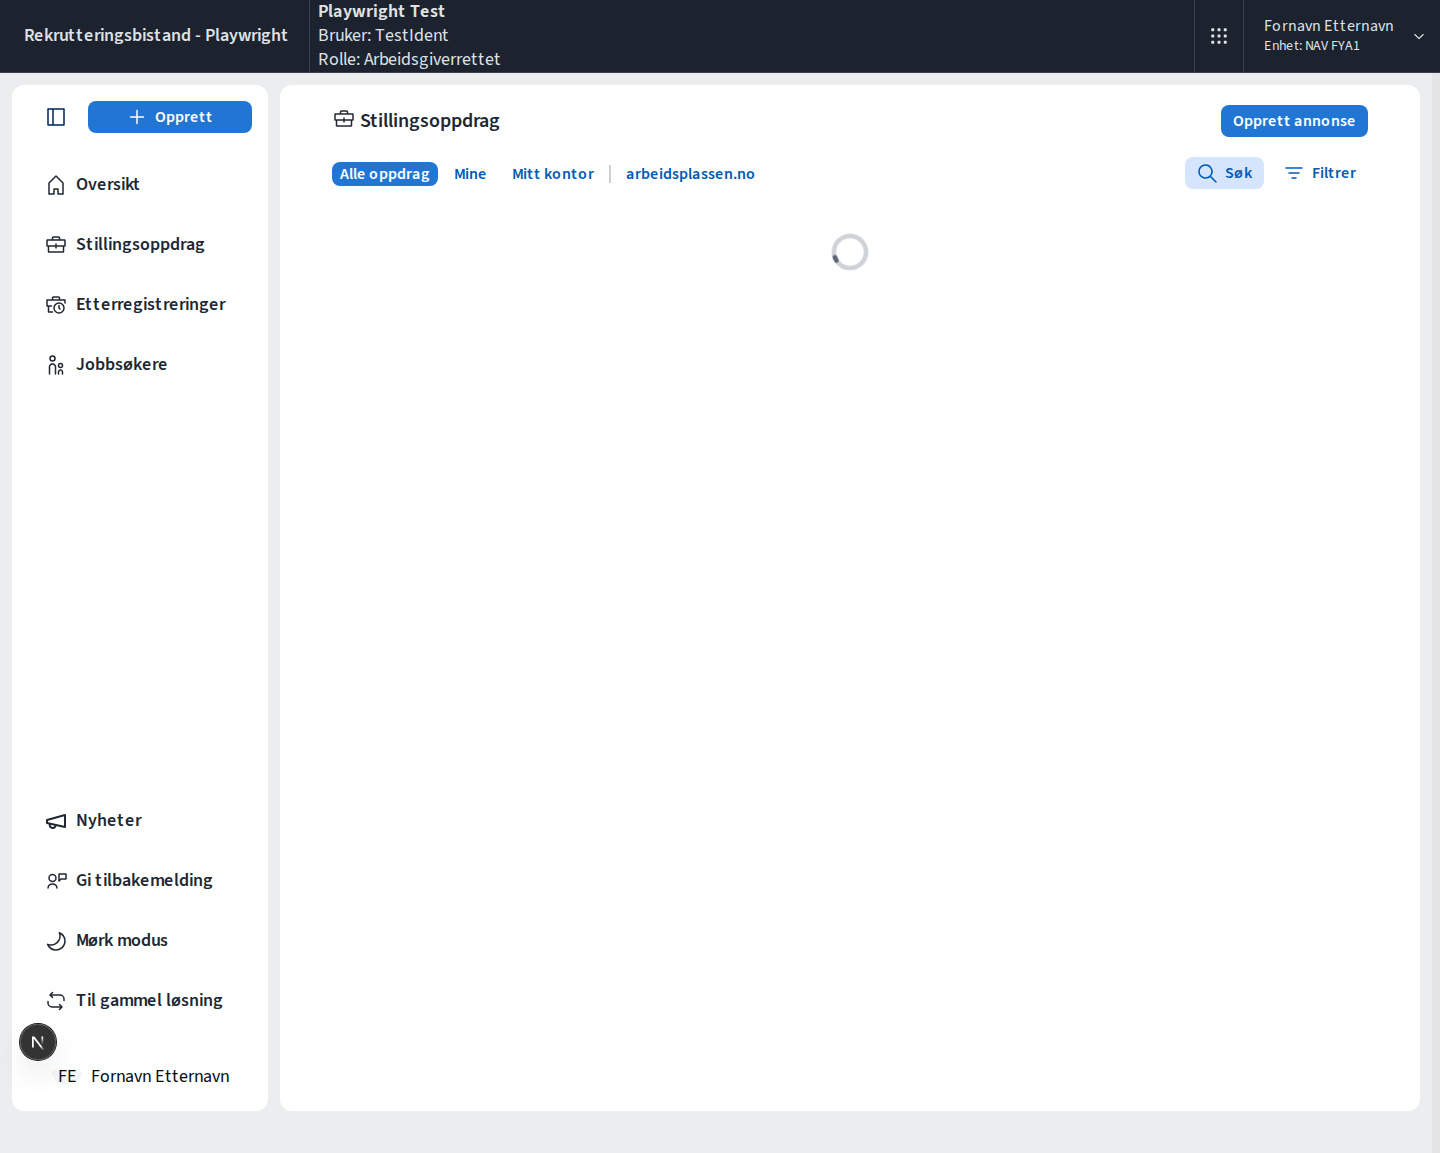 Rekrutteringsbistand - Playwright
Playwright Test
Bruker: TestIdent
Rolle: Arbeidsgiverrettet
Fornavn Etternavn
Enhet: NAV FYA1
Opprett
Oversikt
Stillingsoppdrag
Etterregistreringer
Jobbsøkere
Nyheter
Gi tilbakemelding
Mørk modus
Til gammel løsning
N
FE Fornavn Etternavn
Stillingsoppdrag
Opprett annonse
Alle oppdrag Mine Mitt kontor arbeidsplassen.no
Søk Filtrer